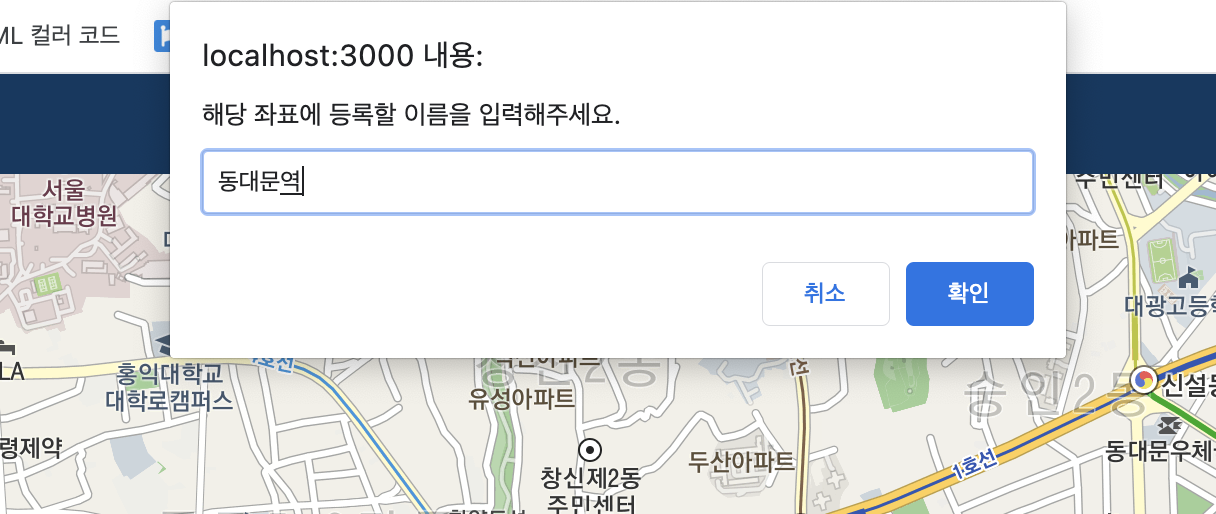 ML 컬러 코드
localhost:3000 내용:
해당 좌표에 등록할 이름을 입력해주세요.
동대문역
취소
확인
서울
대학교병원
주민센터
아파트
대광고등학
LA
홍익대학교
대학로캠퍼스
1호선
유성아파트
숭인2동
신설동
령제약
창신제2동
주민센터
두산아파트
1호선
동대문우체